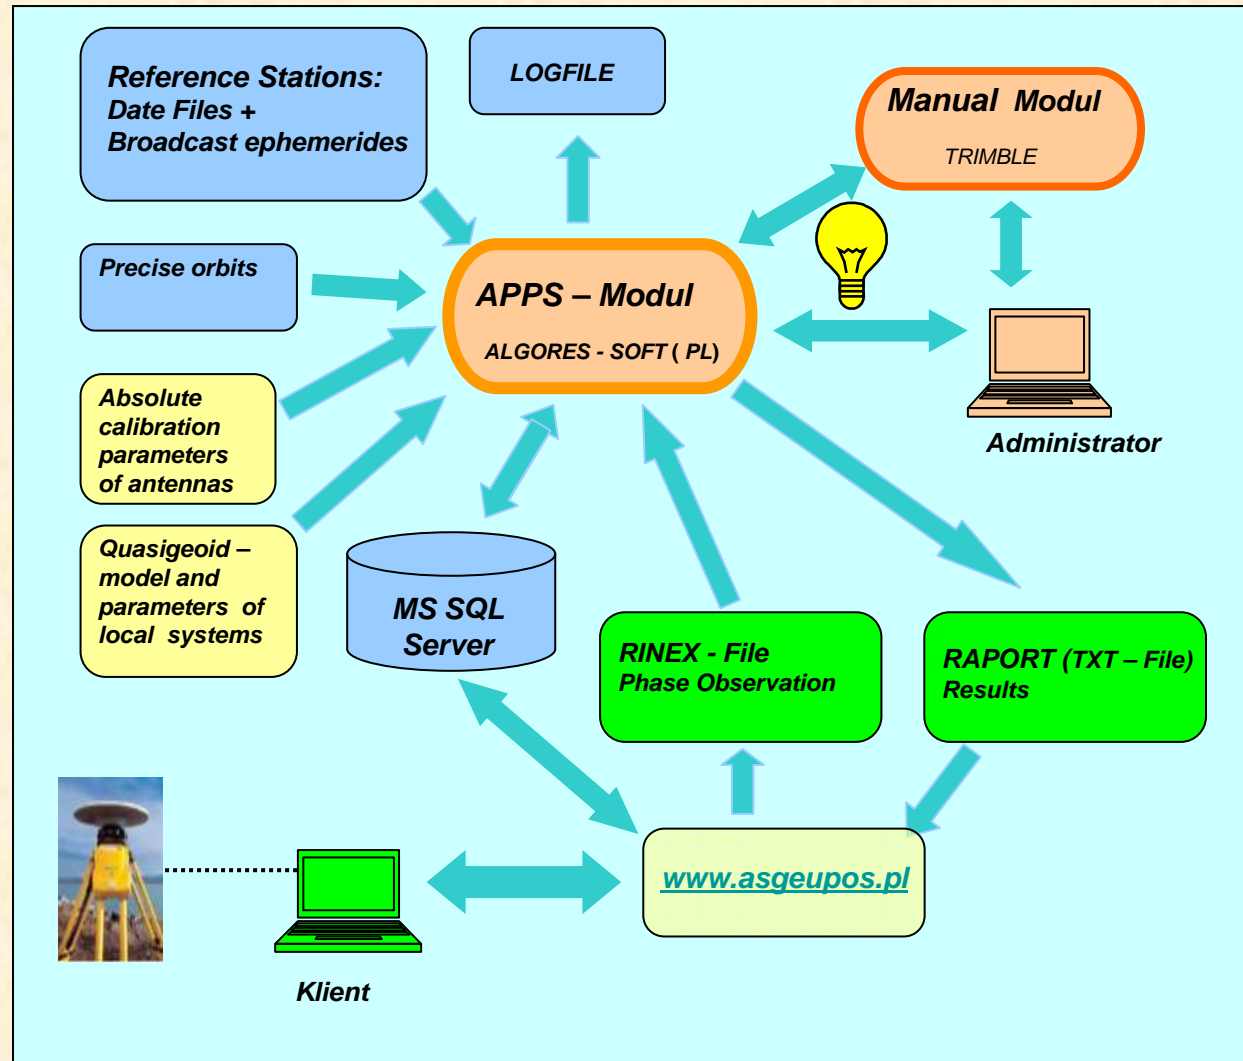 Reference Stations:
Date Files +
Broadcast ephemerides
LOGFILE
Manual Modul
TRIMBLE
Precise orbits
APPS – Modul
ALGORES - SOFT ( PL)
Absolute
calibration
parameters
of antennas
Administrator
Quasigeoid –
model and
parameters of
local systems
MS SQL
Server
RINEX - File
Phase Observation
RAPORT (TXT – File)
Results
www.asgeupos.pl
Klient